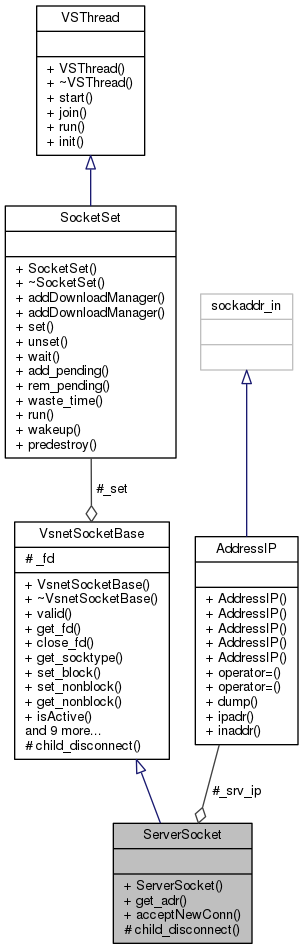 VSThread
+ VSThread()
+ ~VSThread()
+ start()
+ join()
+ run()
+ init()
SocketSet
+ SocketSet()
+ ~SocketSet()
+ addDownloadManager()
+ addDownloadManager()
+ set()
+ unset()
+ wait()
+ add_pending()
+ rem_pending()
+ waste_time()
+ run()
+ wakeup()
+ predestroy()
sockaddr_in
#_set
VsnetSocketBase
# _fd
+ VsnetSocketBase()
+ ~VsnetSocketBase()
+ valid()
+ get_fd()
+ close_fd()
+ get_socktype()
+ set_block()
+ set_nonblock()
+ get_nonblock()
+ isActive()
and 9 more...
# child_disconnect()
AddressIP
+ AddressIP()
+ AddressIP()
+ AddressIP()
+ AddressIP()
+ AddressIP()
+ operator=()
+ operator=()
+ dump()
+ ipadr()
+ inaddr()
#_srv_ip
ServerSocket
+ ServerSocket()
+ get_adr()
+ acceptNewConn()
# child_disconnect()